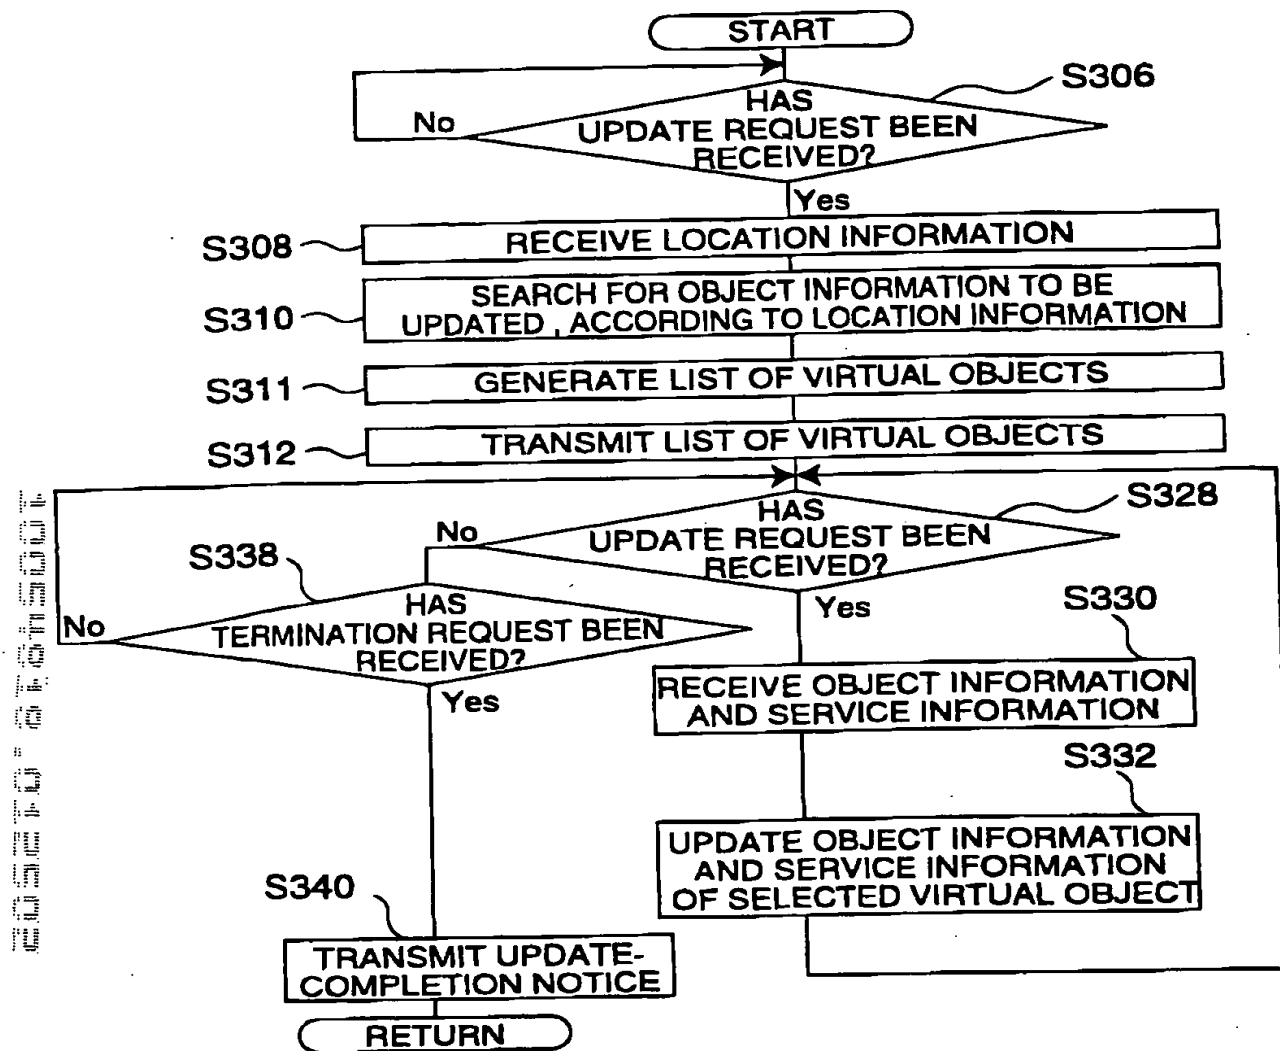 START
S306
HAS
UPDATE REQUEST BEEN
RECEIVED?
No
Yes
S308
RECEIVE LOCATION INFORMATION
S310
SEARCH FOR OBJECT INFORMATION TO BE
UPDATED , ACCORDING TO LOCATION INFORMATION
S311
GENERATE LIST OF VIRTUAL OBJECTS
S312
TRANSMIT LIST OF VIRTUAL OBJECTS
S328
HAS
UPDATE REQUEST BEEN
RECEIVED?
No
Yes
S338
HAS
TERMINATION REQUEST BEEN
RECEIVED?
No
Yes
S330
RECEIVE OBJECT INFORMATION
AND SERVICE INFORMATION
S332
UPDATE OBJECT INFORMATION
AND SERVICE INFORMATION
OF SELECTED VIRTUAL OBJECT
S340
TRANSMIT UPDATE-
COMPLETION NOTICE
RETURN